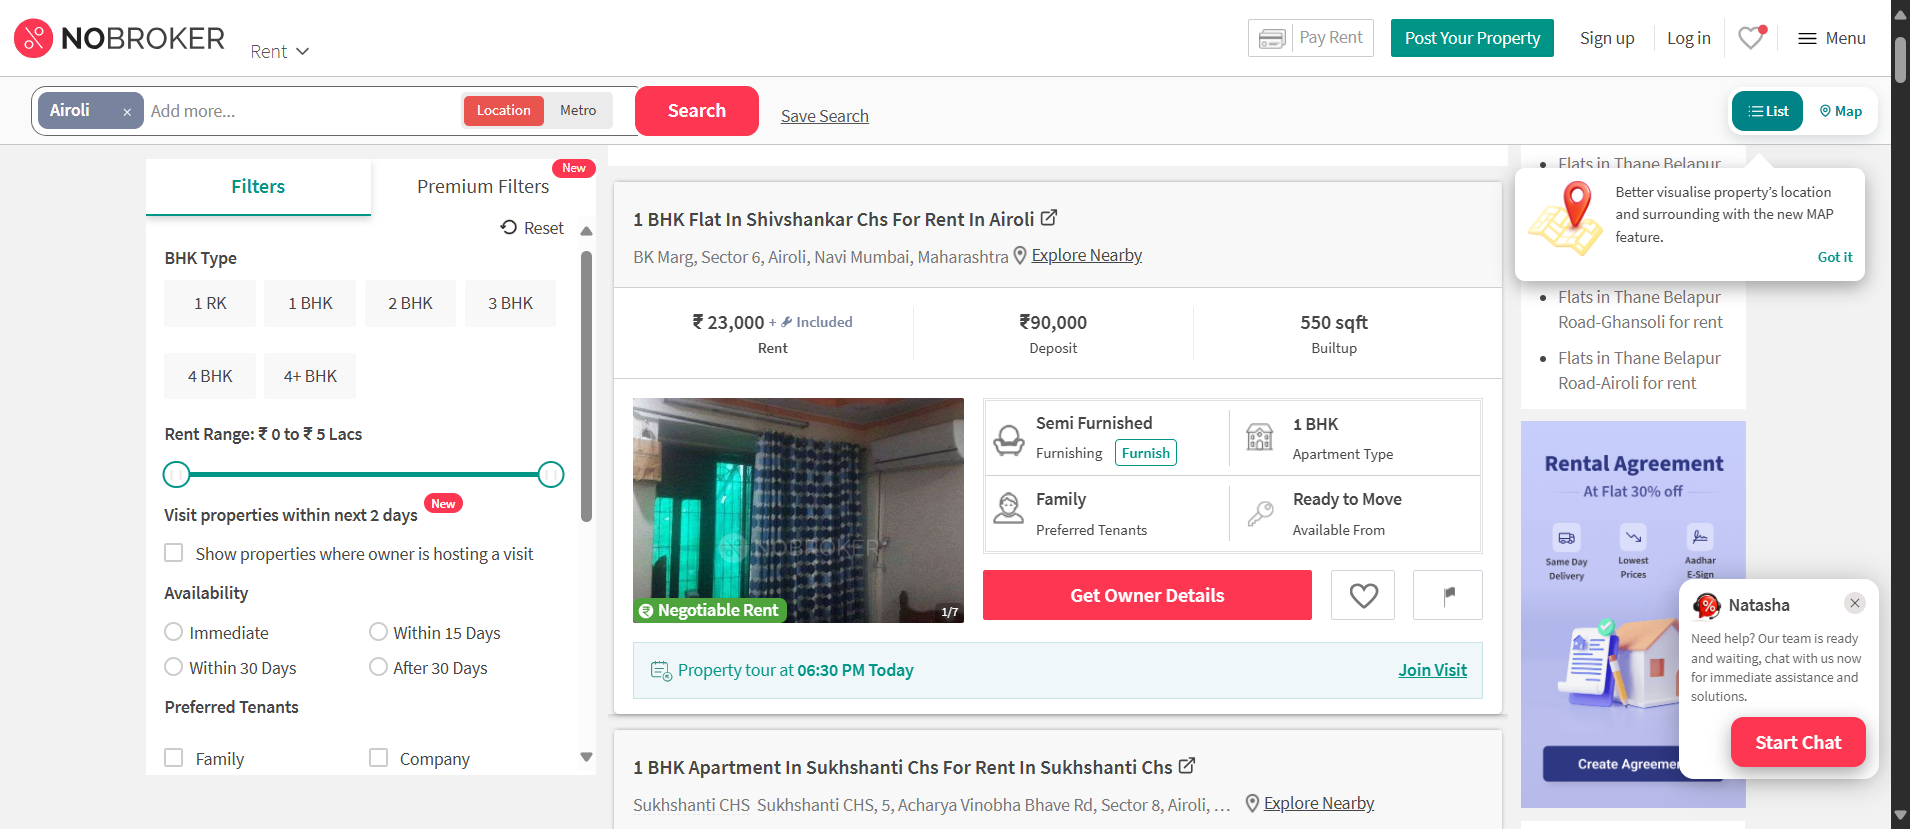 NOBROKER
Rent
Pay Rent
Post Your Property
Sign up
Log in
Menu
Airoli ×
Add more...
Location
Metro
Search
Save Search
List
Map
Filters
Premium Filters
New
Reset
BHK Type
1 RK
1 BHK
2 BHK
3 BHK
4 BHK
4+ BHK
Rent Range: ₹ 0 to ₹ 5 Lacs
Visit properties within next 2 days
New
Show properties where owner is hosting a visit
Availability
Immediate
Within 15 Days
Within 30 Days
After 30 Days
Preferred Tenants
Family
Company
1 BHK Flat In Shivshankar Chs For Rent In Airoli
BK Marg, Sector 6, Airoli, Navi Mumbai, Maharashtra
Explore Nearby
₹ 23,000 + Included
Rent
₹90,000
Deposit
550 sqft
Builtup
NOBROKER
Negotiable Rent
1/7
Semi Furnished
Furnishing
Furnish
1 BHK
Apartment Type
Family
Preferred Tenants
Ready to Move
Available From
Get Owner Details
Property tour at 06:30 PM Today
Join Visit
1 BHK Apartment In Sukhshanti Chs For Rent In Sukhshanti Chs
Sukhshanti CHS Sukhshanti CHS, 5, Acharya Vinobha Bhave Rd, Sector 8, Airoli, ...
Explore Nearby
Flats in Thane Belapur
Better visualise property's location
and surrounding with the new MAP
feature.
Got it
Flats in Thane Belapur
Road-Ghansoli for rent
Flats in Thane Belapur
Road-Airoli for rent
Rental Agreement
At Flat 30% off
Same Day
Delivery
Lowest
Prices
Aadhar
E-Sign
Create Agreeme
Natasha
Need help? Our team is ready
and waiting, chat with us now
for immediate assistance and
solutions.
Start Chat